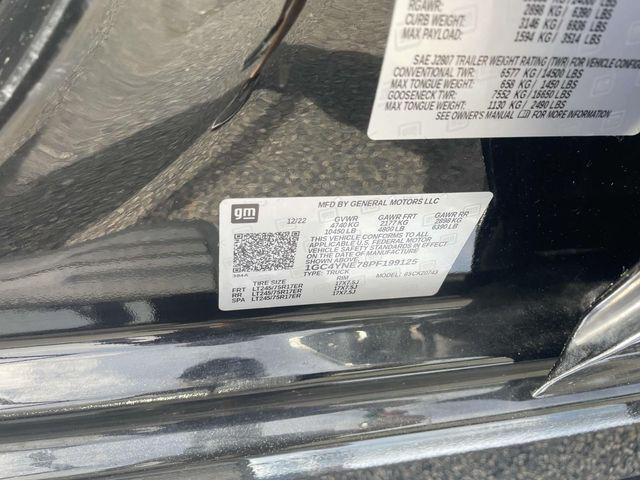 RGAWR: 2898 KG / 6390 LBS
CURB WEIGHT: 3146 KG / 6936 LBS
MAX PAYLOAD: 1594 KG / 3514 LBS
SAE J2807 TRAILER WEIGHT RATING (TWR) FOR VEHICLE CONFIG
CONVENTIONAL TWR: 6577 KG / 14500 LBS
MAX TONGUE WEIGHT: 658 KG / 1450 LBS
GOOSENECK TWR: 7552 KG / 16650 LBS
MAX TONGUE WEIGHT: 1130 KG / 2490 LBS
SEE OWNER'S MANUAL FOR MORE INFORMATION
gm
MFD BY GENERAL MOTORS LLC
12/22 GVWR GAWR FRT GAWR RR
4740 KG 2177 KG 2898 KG
10450 LB 4800 LB 6390 LB
THIS VEHICLE CONFORMS TO ALL
APPLICABLE U.S. FEDERAL MOTOR
VEHICLE SAFETY STANDARDS IN EFFECT
ON THE DATE OF MANUFACTURE
SHOWN ABOVE.
1GC4YNE78PF199125
TYPE: TRUCK
TIRE SIZE RIM
FRT LT245/75R17ER 17X7.5J
RR LT245/75R17ER 17X7.5J
SPA LT245/75R17ER 17X7.5J